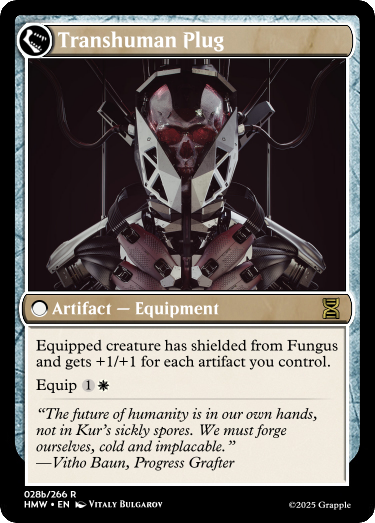 Transhuman Plug
Artifact — Equipment
Equipped creature has shielded from Fungus
and gets +1/+1 for each artifact you control.
Equip 1
“The future of humanity is in our own hands,
not in Kur’s sickly spores. We must forge
ourselves, cold and implacable.”
—Vitho Baun, Progress Grafter
028b/266 R
HMW • EN Vitaly Bulgarov
©2025 Grapple